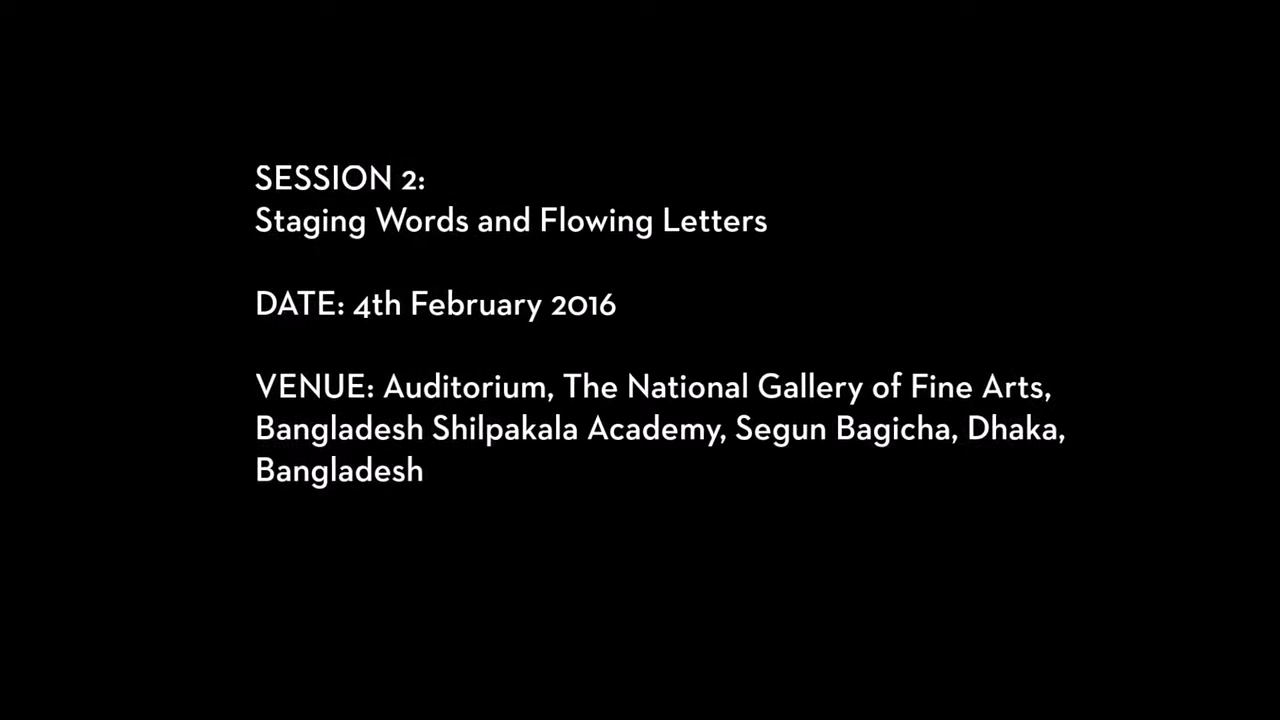 SESSION 2:
Staging Words and Flowing Letters
DATE: 4th February 2016
VENUE: Auditorium, The National Gallery of Fine Arts,
Bangladesh Shilpakala Academy, Segun Bagicha, Dhaka,
Bangladesh